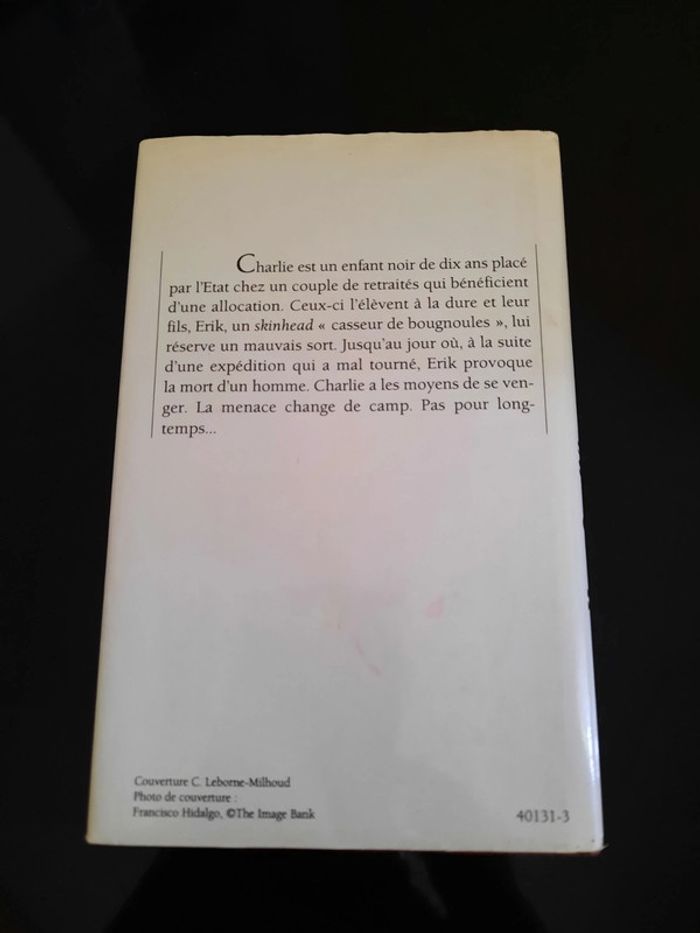 Charlie est un enfant noir de dix ans placé
par l'Etat chez un couple de retraités qui bénéficient
d'une allocation. Ceux-ci l'élèvent à la dure et leur
fils, Erik, un skinhead « casseur de bougnoules », lui
réserve un mauvais sort. Jusqu'au jour où, à la suite
d'une expédition qui a mal tourné, Erik provoque
la mort d'un homme. Charlie a les moyens de se ven-
ger. La menace change de camp. Pas pour long-
temps...
Couverture C. Leborne-Milhoud
Photo de couverture :
Francisco Hidalgo, ©The Image Bank
40131-3